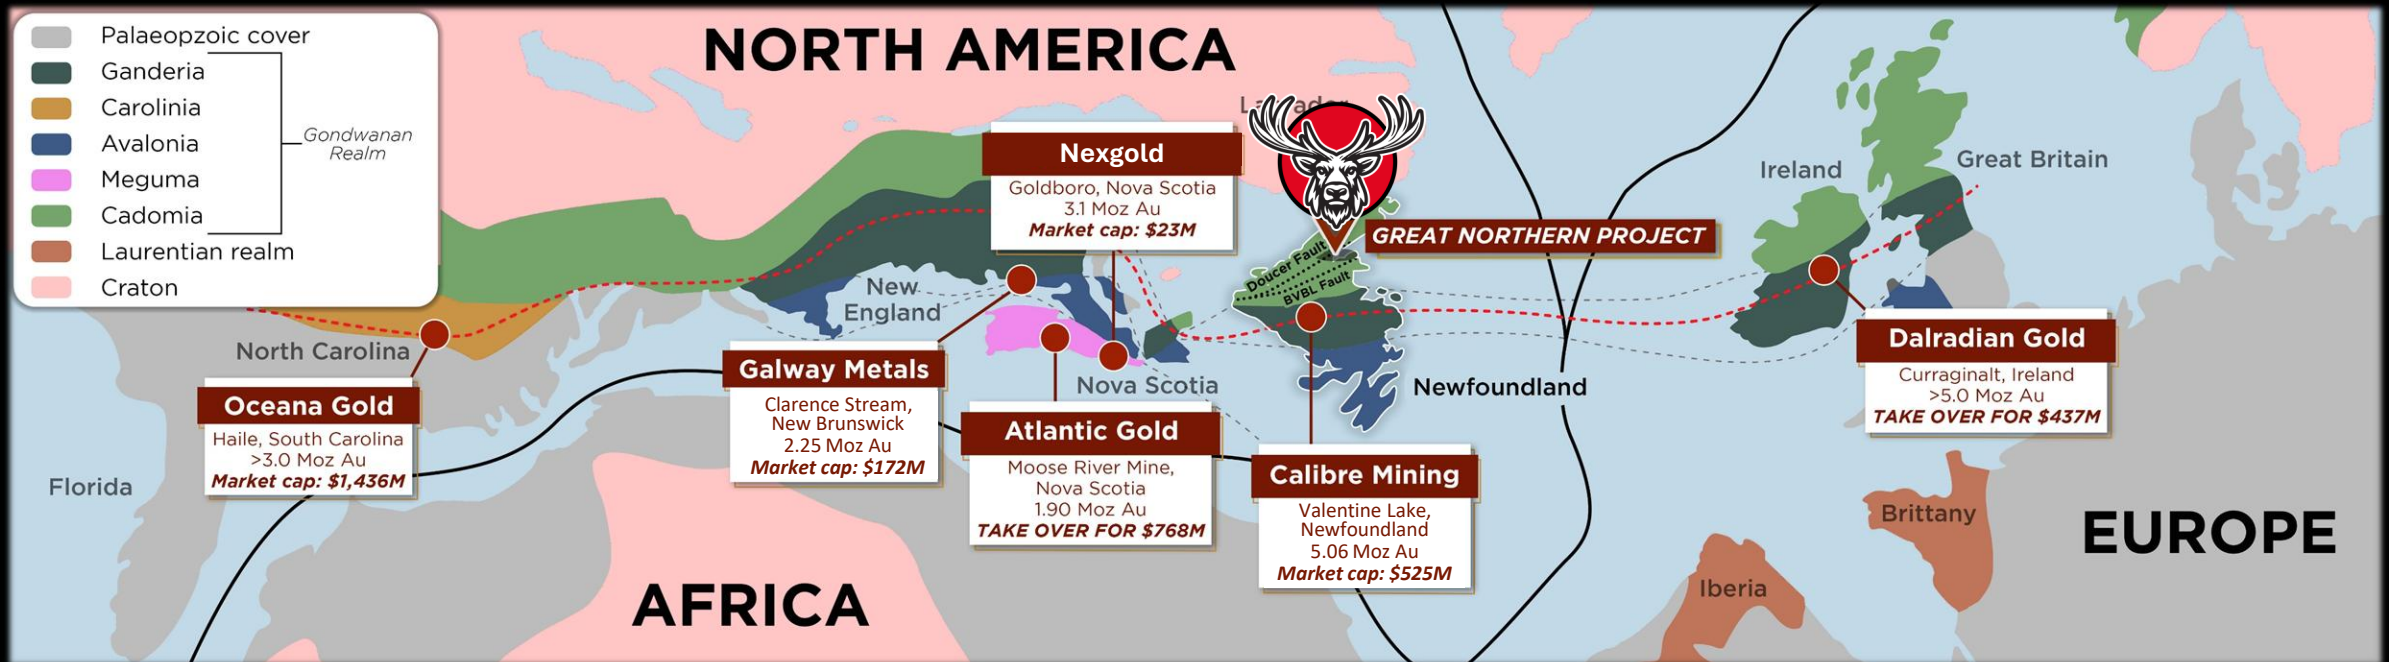 Palaeopzoic cover
Ganderia
Carolinia
Avalonia
Meguma
Cadomia
Laurentian realm
Craton
Gondwanan
Realm
NORTH AMERICA
Nexgold
Goldboro, Nova Scotia
3.1 Moz Au
Market cap: $23M
GREAT NORTHERN PROJECT
Doucer Fault
BVBL Fault
Ireland
Great Britain
New
England
North Carolina
Nova Scotia
Newfoundland
Florida
Oceana Gold
Haile, South Carolina
>3.0 Moz Au
Market cap: $1,436M
Galway Metals
Clarence Stream,
New Brunswick
2.25 Moz Au
Market cap: $172M
Atlantic Gold
Moose River Mine,
Nova Scotia
1.90 Moz Au
TAKE OVER FOR $768M
Calibre Mining
Valentine Lake,
Newfoundland
5.06 Moz Au
Market cap: $525M
Dalradian Gold
Curraginalt, Ireland
>5.0 Moz Au
TAKE OVER FOR $437M
Brittany
Iberia
EUROPE
AFRICA